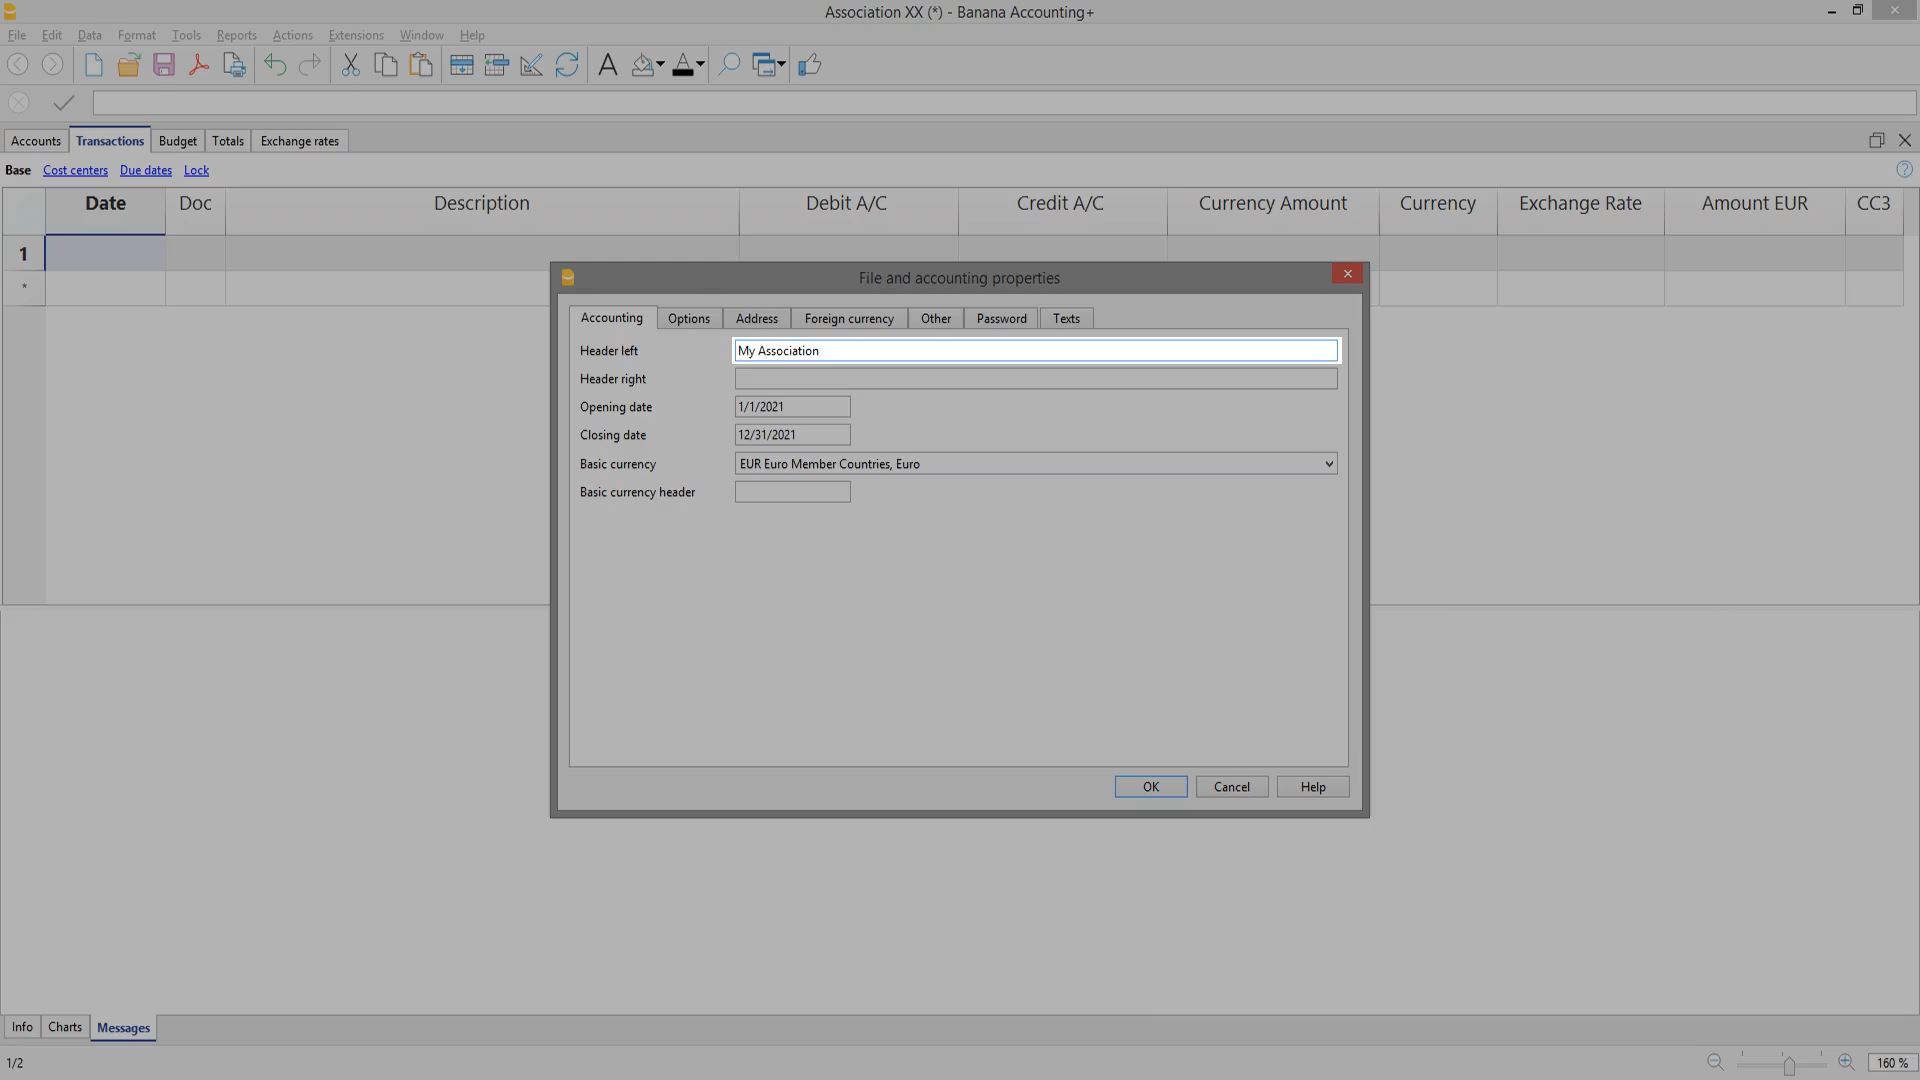 Association XX (*) - Banana Accounting+
File Edit Data Format Tools Reports Actions Extensions Window Help
Accounts Transactions Budget Totals Exchange rates
Base Cost centers Due dates Lock
Date Doc Description Debit A/C Credit A/C Currency Amount Currency Exchange Rate Amount EUR CC3
1
*
File and accounting properties
Accounting Options Address Foreign currency Other Password Texts
Header left My Association
Header right
Opening date 1/1/2021
Closing date 12/31/2021
Basic currency EUR Euro Member Countries, Euro
Basic currency header
OK Cancel Help
Info Charts Messages
1/2 160 %